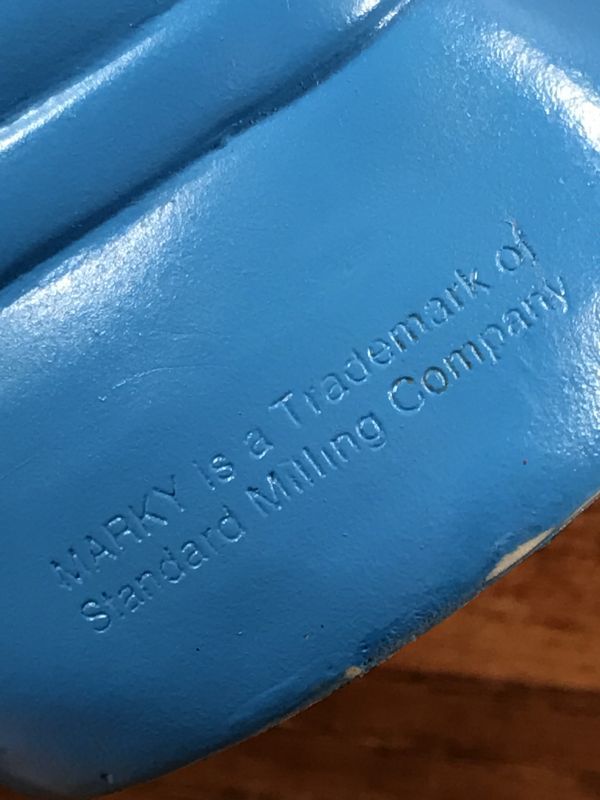 MARKY is a Trademark of
Standard Milling Company